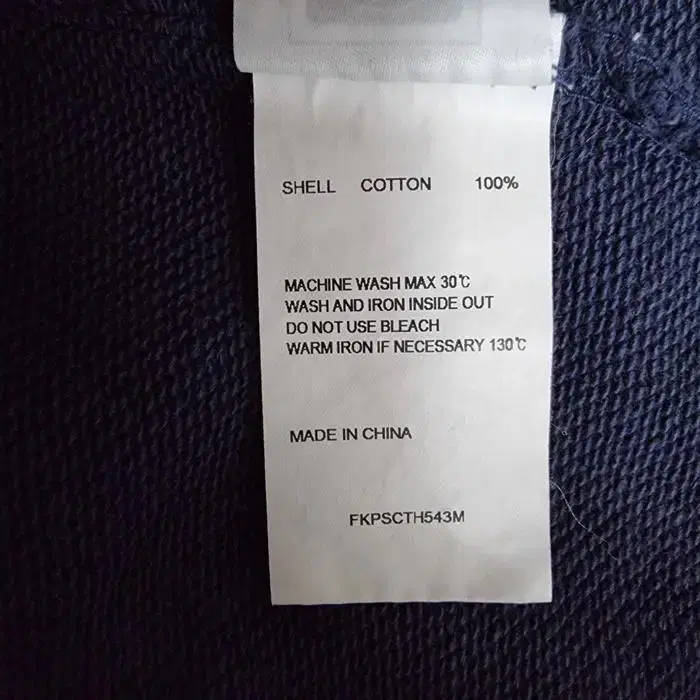 SHELL COTTON 100%
MACHINE WASH MAX 30℃
WASH AND IRON INSIDE OUT
DO NOT USE BLEACH
WARM IRON IF NECESSARY 130℃
MADE IN CHINA
FKPSCTH543M